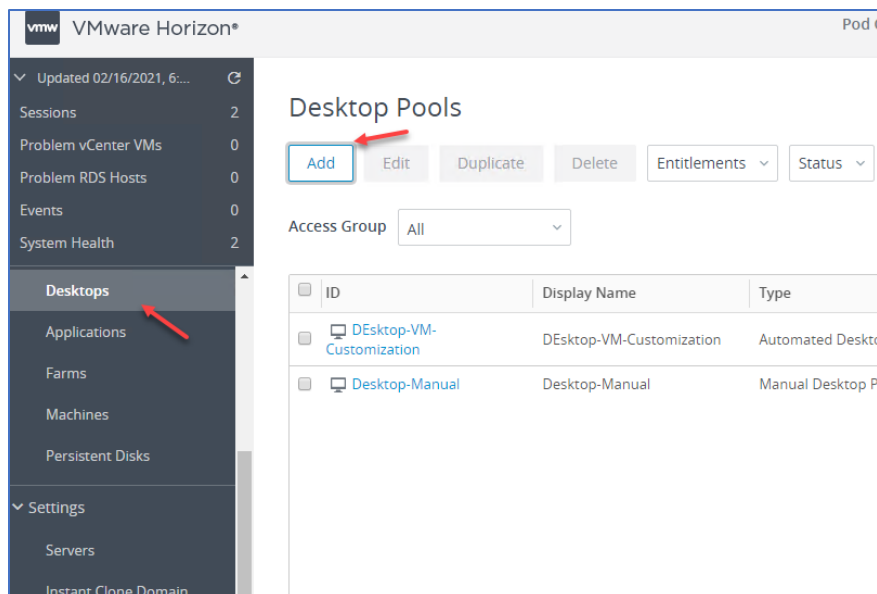 vmw VMware Horizon®
Pod
Updated 02/16/2021, 6:...
Sessions 2
Problem vCenter VMs 0
Problem RDS Hosts 0
Events 0
System Health 2
Desktops
Applications
Farms
Machines
Persistent Disks
Settings
Servers
Instant Clone Domain
Desktop Pools
Add Edit Duplicate Delete Entitlements Status
Access Group All
ID Display Name Type
DEsktop-VM-
Customization DEsktop-VM-Customization Automated Deskto
Desktop-Manual Desktop-Manual Manual Desktop P